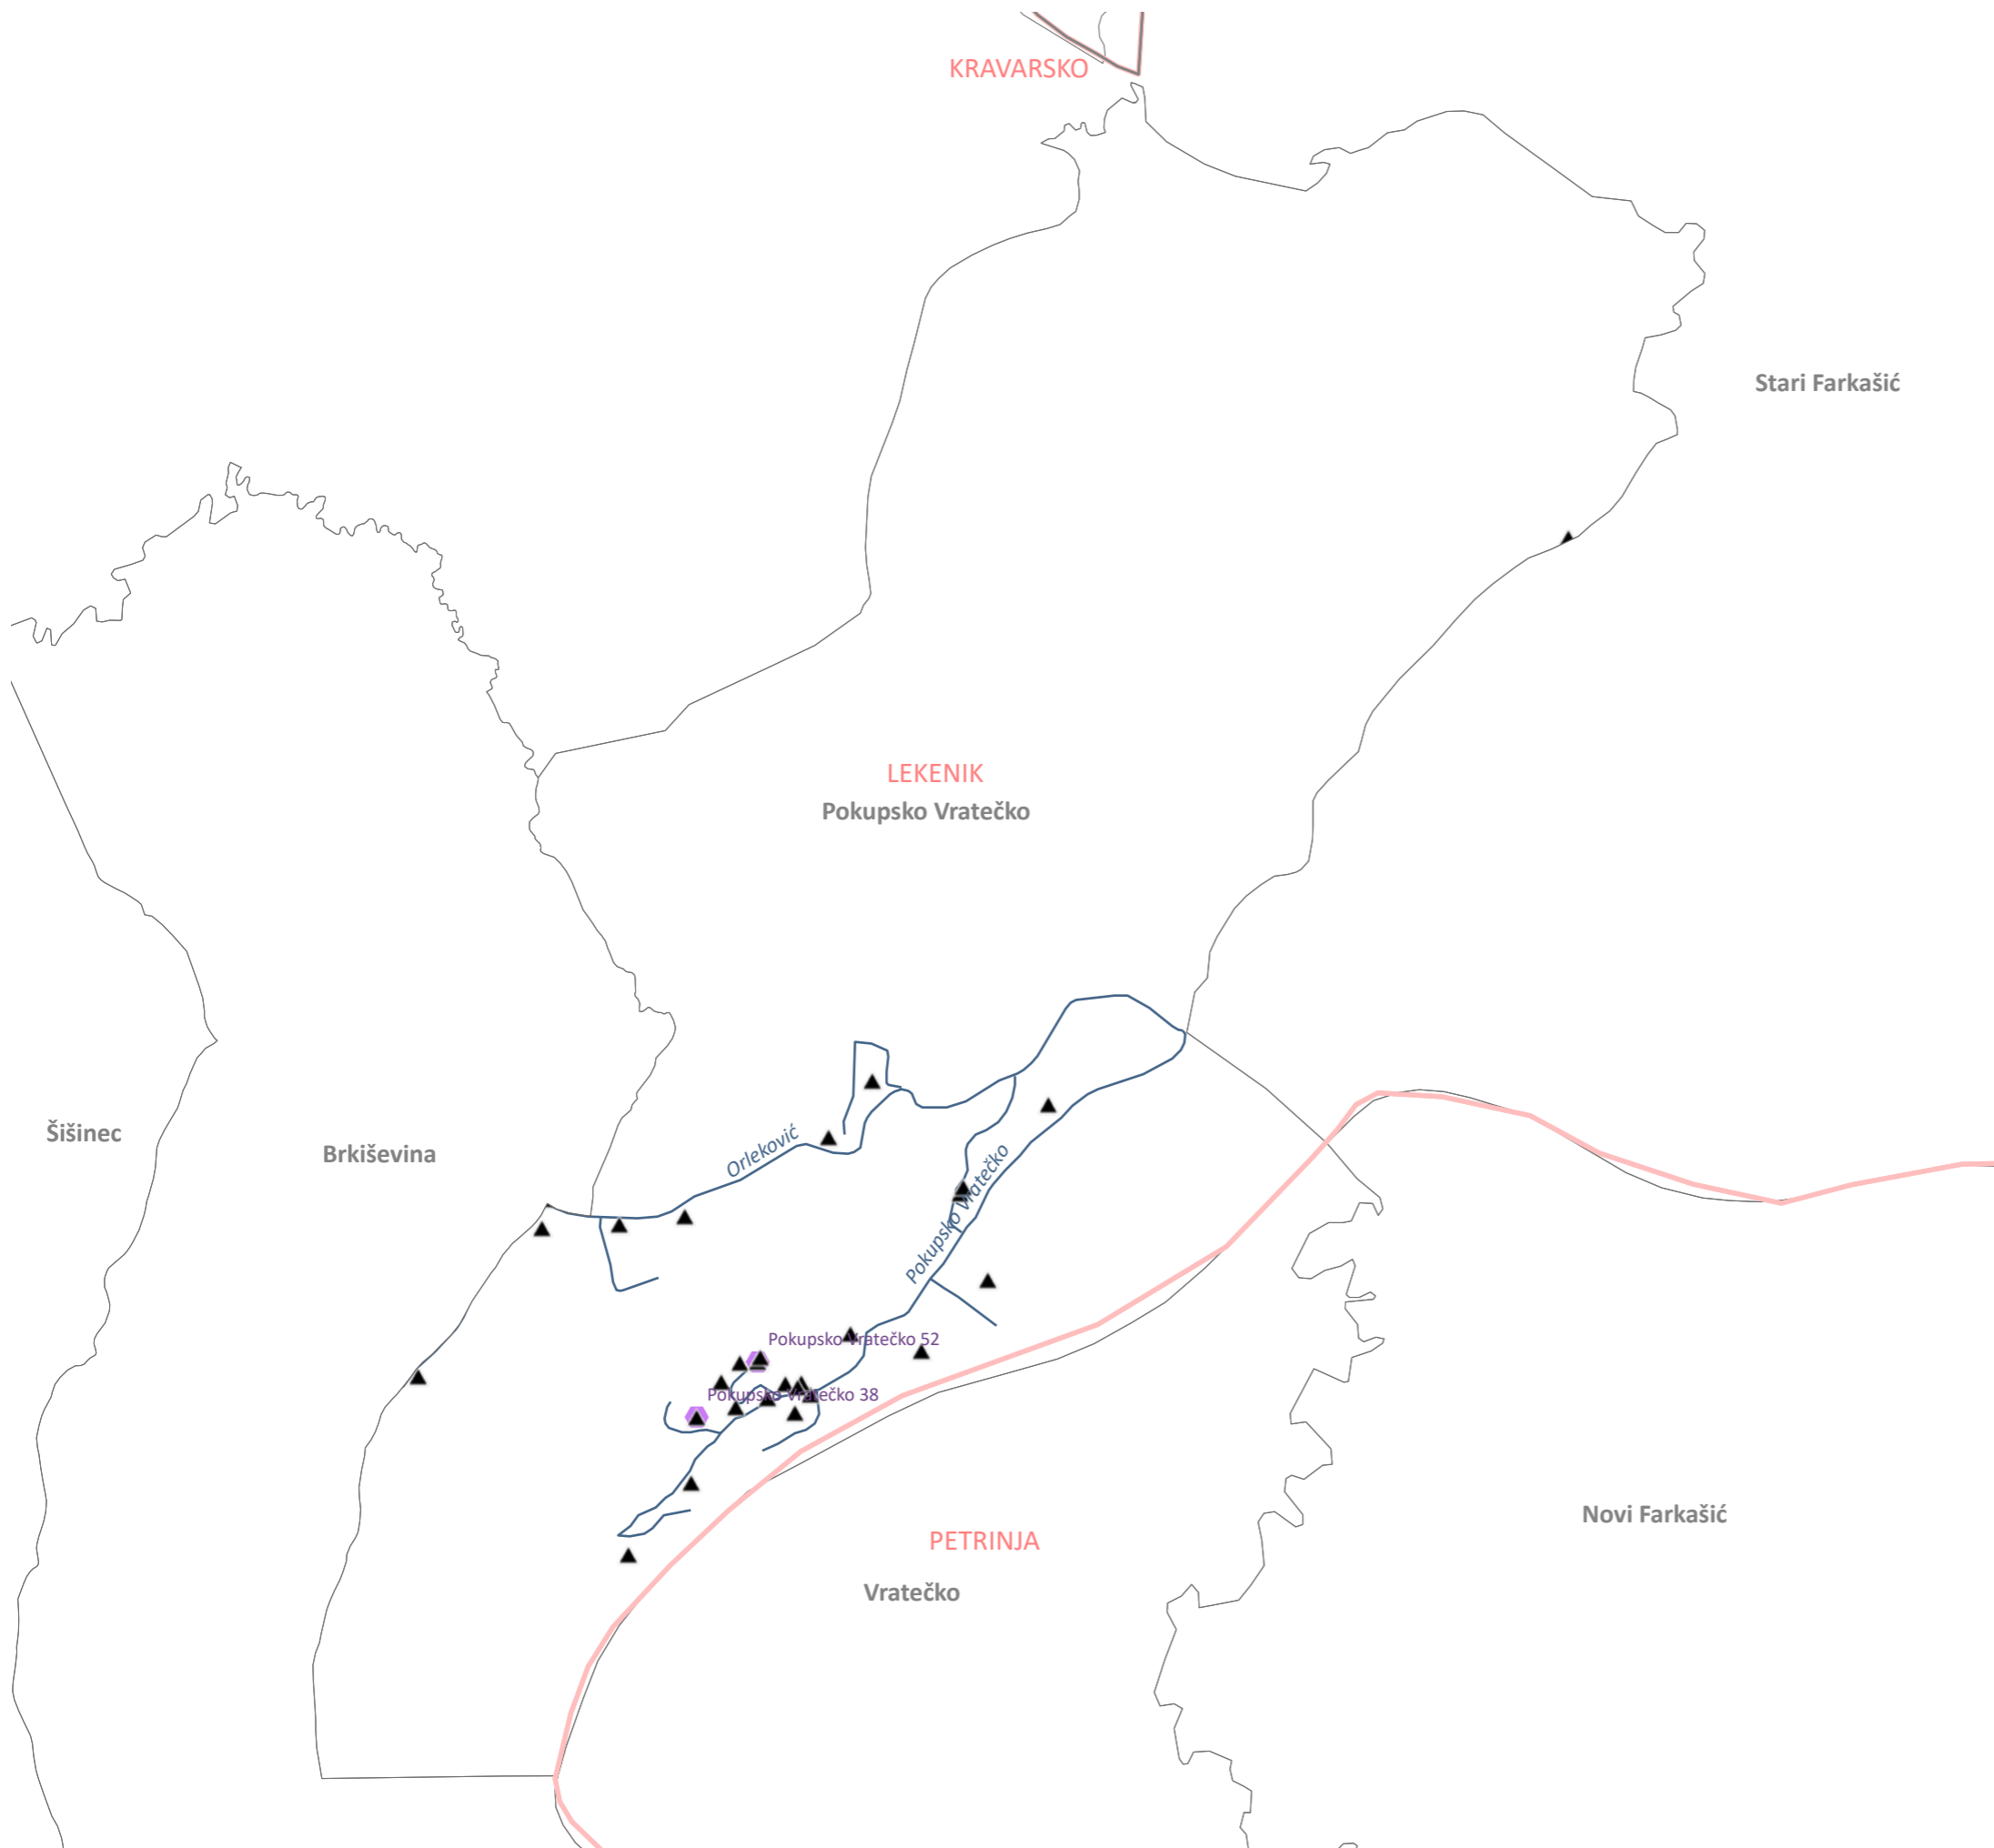 KRAVARSKO
Stari Farkašić
LEKENIK
Pokupsko Vratečko
Šišinec
Brkiševina
Orleković
Pokupsko Vratečko
Pokupsko Vratečko 52
Pokupsko Vratečko 38
Novi Farkašić
PETRINJA
Vratečko